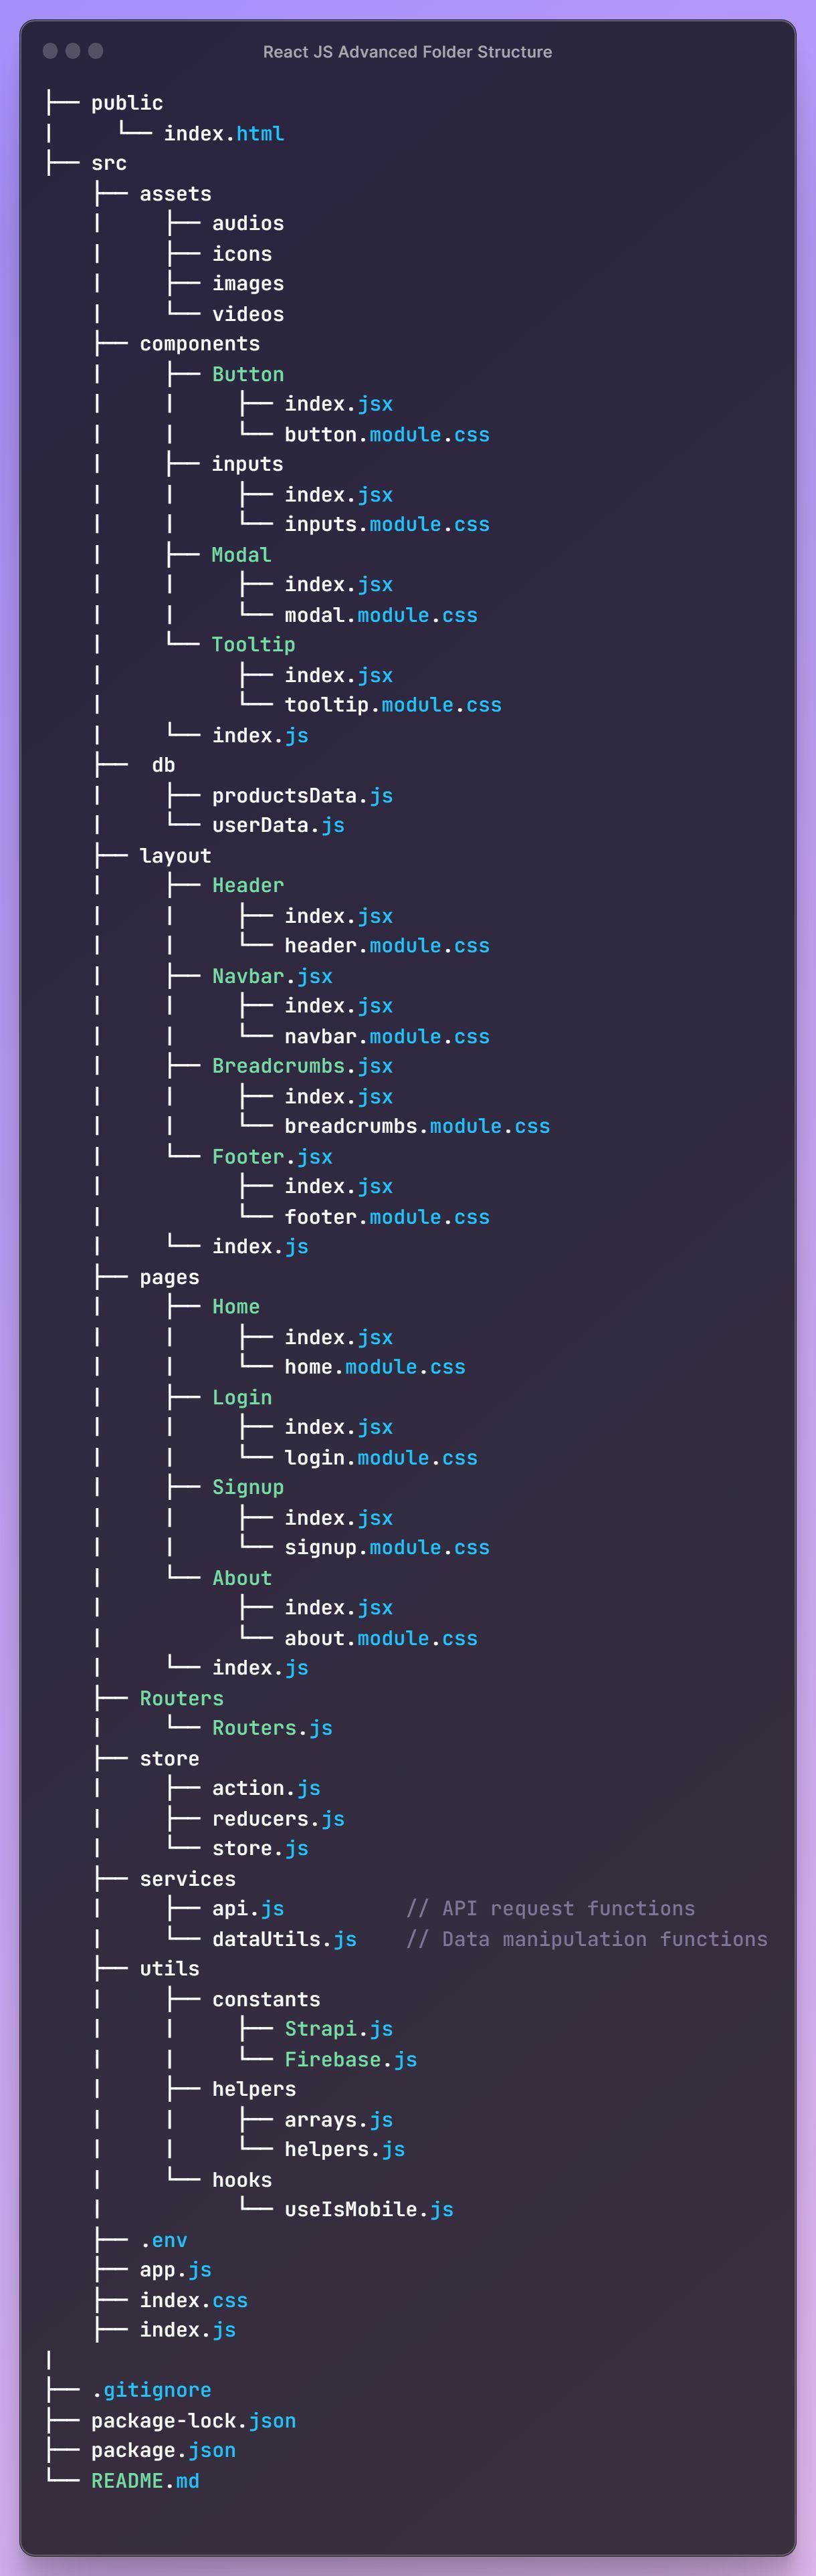 React JS Advanced Folder Structure
├── public
|     └── index.html
├── src
    ├── assets
    |     ├── audios
    |     ├── icons
    |     ├── images
    |     └── videos
    ├── components
    |     ├── Button
    |     |     ├── index.jsx
    |     |     └── button.module.css
    |     ├── inputs
    |     |     ├── index.jsx
    |     |     └── inputs.module.css
    |     ├── Modal
    |     |     ├── index.jsx
    |     |     └── modal.module.css
    |     └── Tooltip
    |           ├── index.jsx
    |           └── tooltip.module.css
    |     └── index.js
    ├──  db
    |     ├── productsData.js
    |     └── userData.js
    ├── layout
    |     ├── Header
    |     |     ├── index.jsx
    |     |     └── header.module.css
    |     ├── Navbar.jsx
    |     |     ├── index.jsx
    |     |     └── navbar.module.css
    |     ├── Breadcrumbs.jsx
    |     |     ├── index.jsx
    |     |     └── breadcrumbs.module.css
    |     └── Footer.jsx
    |           ├── index.jsx
    |           └── footer.module.css
    |     └── index.js
    ├── pages
    |     ├── Home
    |     |     ├── index.jsx
    |     |     └── home.module.css
    |     ├── Login
    |     |     ├── index.jsx
    |     |     └── login.module.css
    |     ├── Signup
    |     |     ├── index.jsx
    |     |     └── signup.module.css
    |     └── About
    |           ├── index.jsx
    |           └── about.module.css
    |     └── index.js
    ├── Routers
    |     └── Routers.js
    ├── store
    |     ├── action.js
    |     ├── reducers.js
    |     └── store.js
    ├── services
    |     ├── api.js          // API request functions
    |     └── dataUtils.js    // Data manipulation functions
    ├── utils
    |     ├── constants
    |     |     ├── Strapi.js
    |     |     └── Firebase.js
    |     ├── helpers
    |     |     ├── arrays.js
    |     |     └── helpers.js
    |     └── hooks
    |           └── useIsMobile.js
    ├── .env
    ├── app.js
    ├── index.css
    ├── index.js
|
├── .gitignore
├── package-lock.json
├── package.json
└── README.md